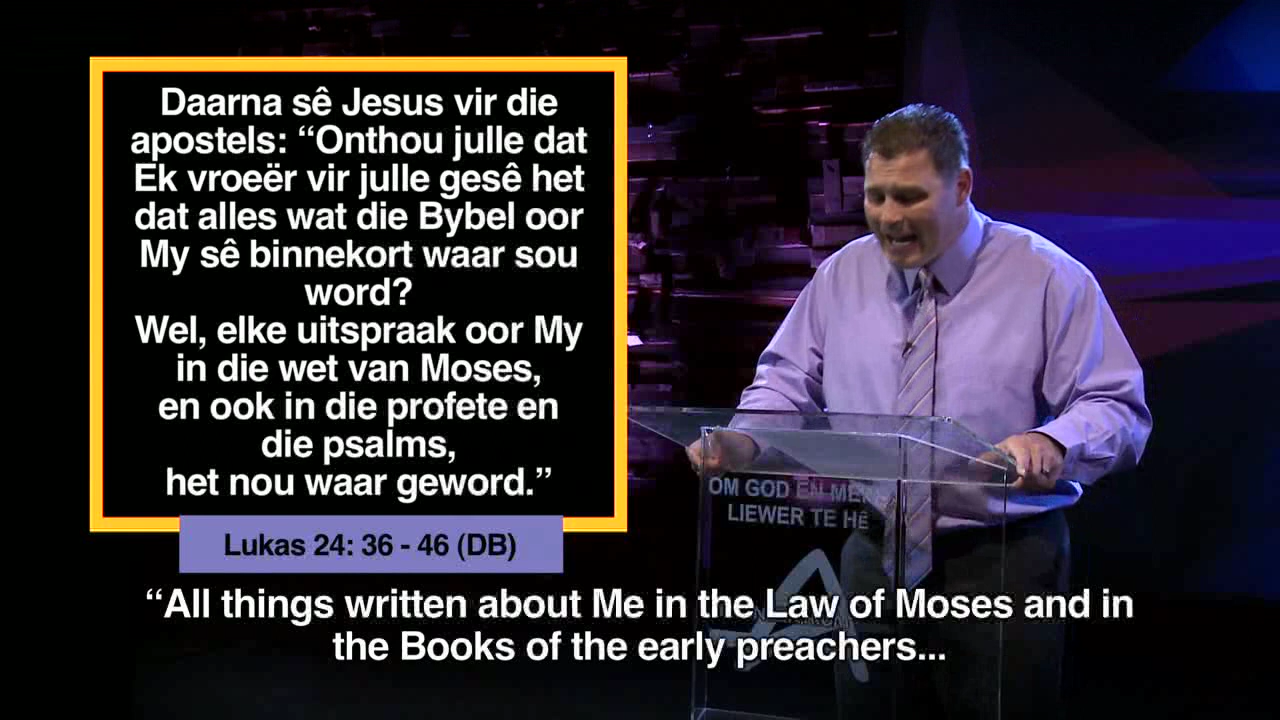 Daarna sê Jesus vir die
apostels: “Onthou julle dat
Ek vroeër vir julle gesê het
dat alles wat die Bybel oor
My sê binnekort waar sou
word?
Wel, elke uitspraak oor My
in die wet van Moses,
en ook in die profete en
die psalms,
het nou waar geword.”
Lukas 24: 36 - 46 (DB)
OM GOD EN
LIEWER TE HÊ
“All things written about Me in the Law of Moses and in
the Books of the early preachers...